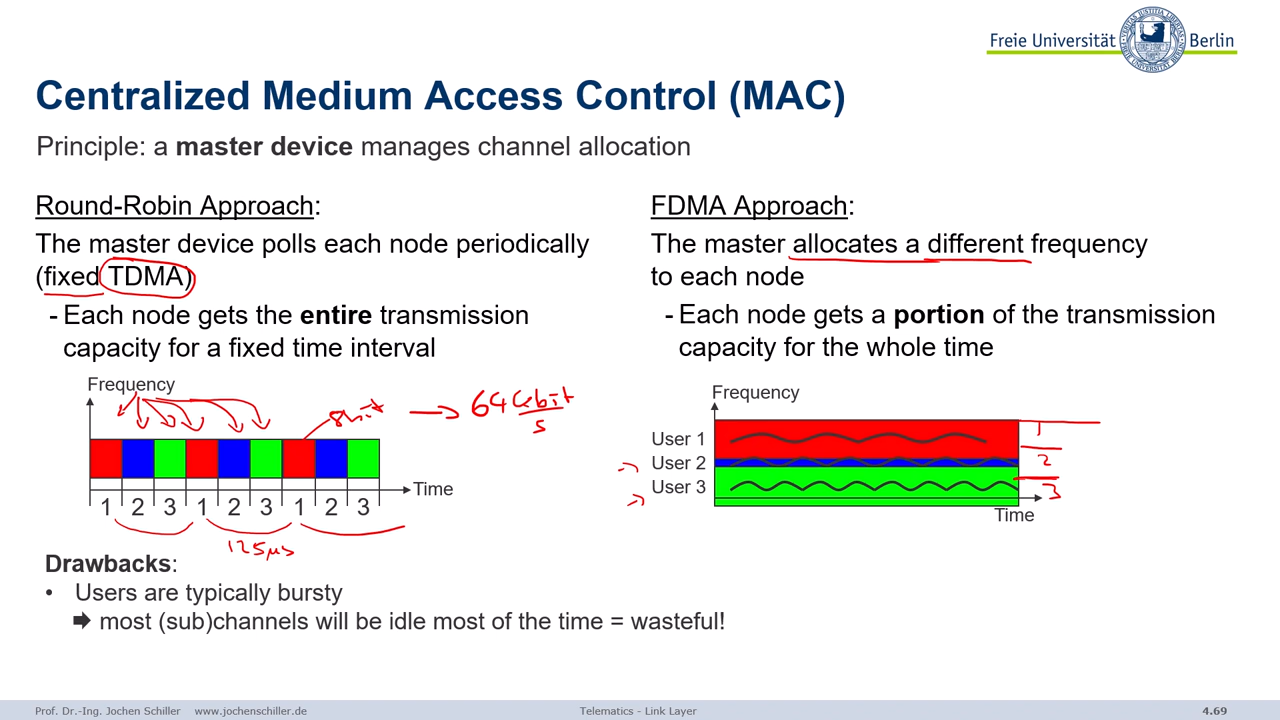 Freie Universität Berlin
Centralized Medium Access Control (MAC)
Principle: a master device manages channel allocation
Round-Robin Approach:
The master device polls each node periodically
(fixed TDMA)
- Each node gets the entire transmission
capacity for a fixed time interval
Frequency
8bit → 64 kbit/s
Time
1 2 3 1 2 3 1 2 3
125µs
FDMA Approach:
The master allocates a different frequency
to each node
- Each node gets a portion of the transmission
capacity for the whole time
Frequency
User 1
User 2
User 3
1
2
3
Time
Drawbacks:
• Users are typically bursty
➡ most (sub)channels will be idle most of the time = wasteful!
Prof. Dr.-Ing. Jochen Schiller www.jochenschiller.de Telematics - Link Layer 4.69